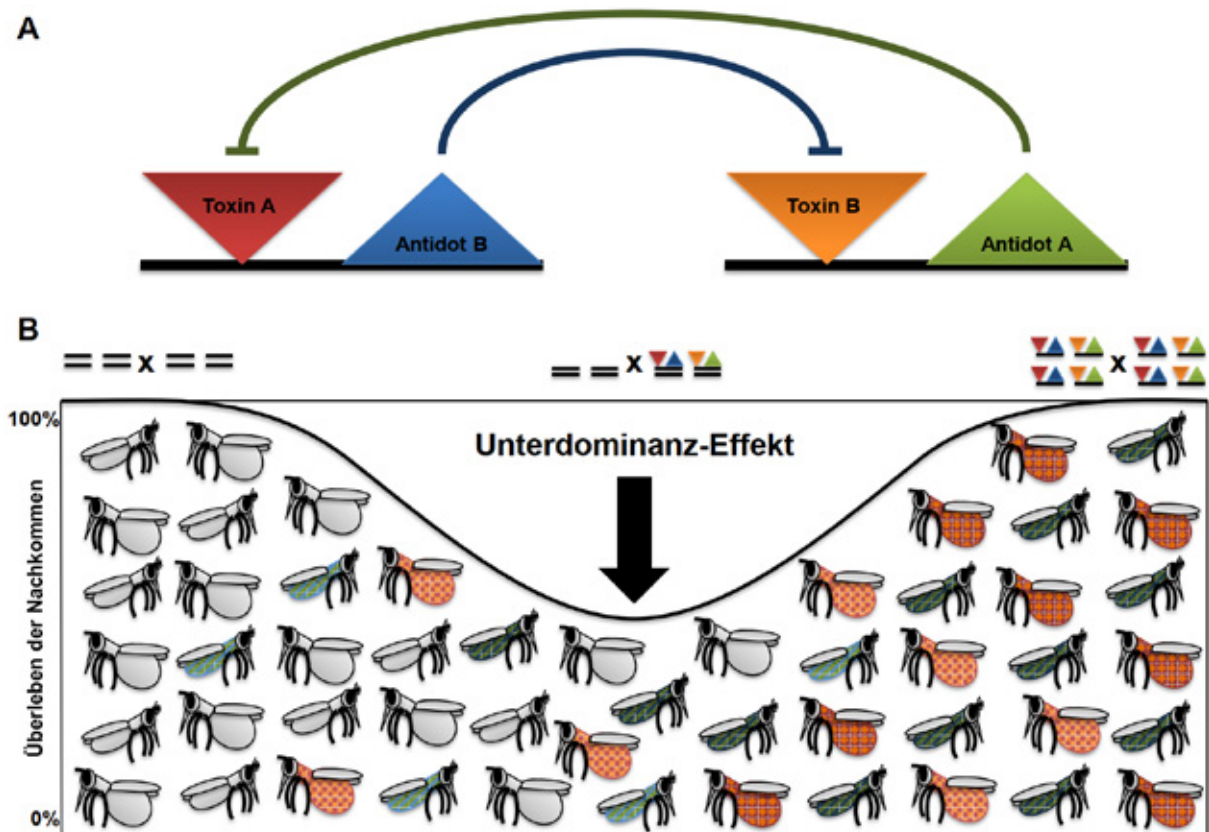 A
Toxin A
Antidot B
Toxin B
Antidot A
B
x
x
x
100%
Unterdominanz-Effekt
Überleben der Nachkommen
0%